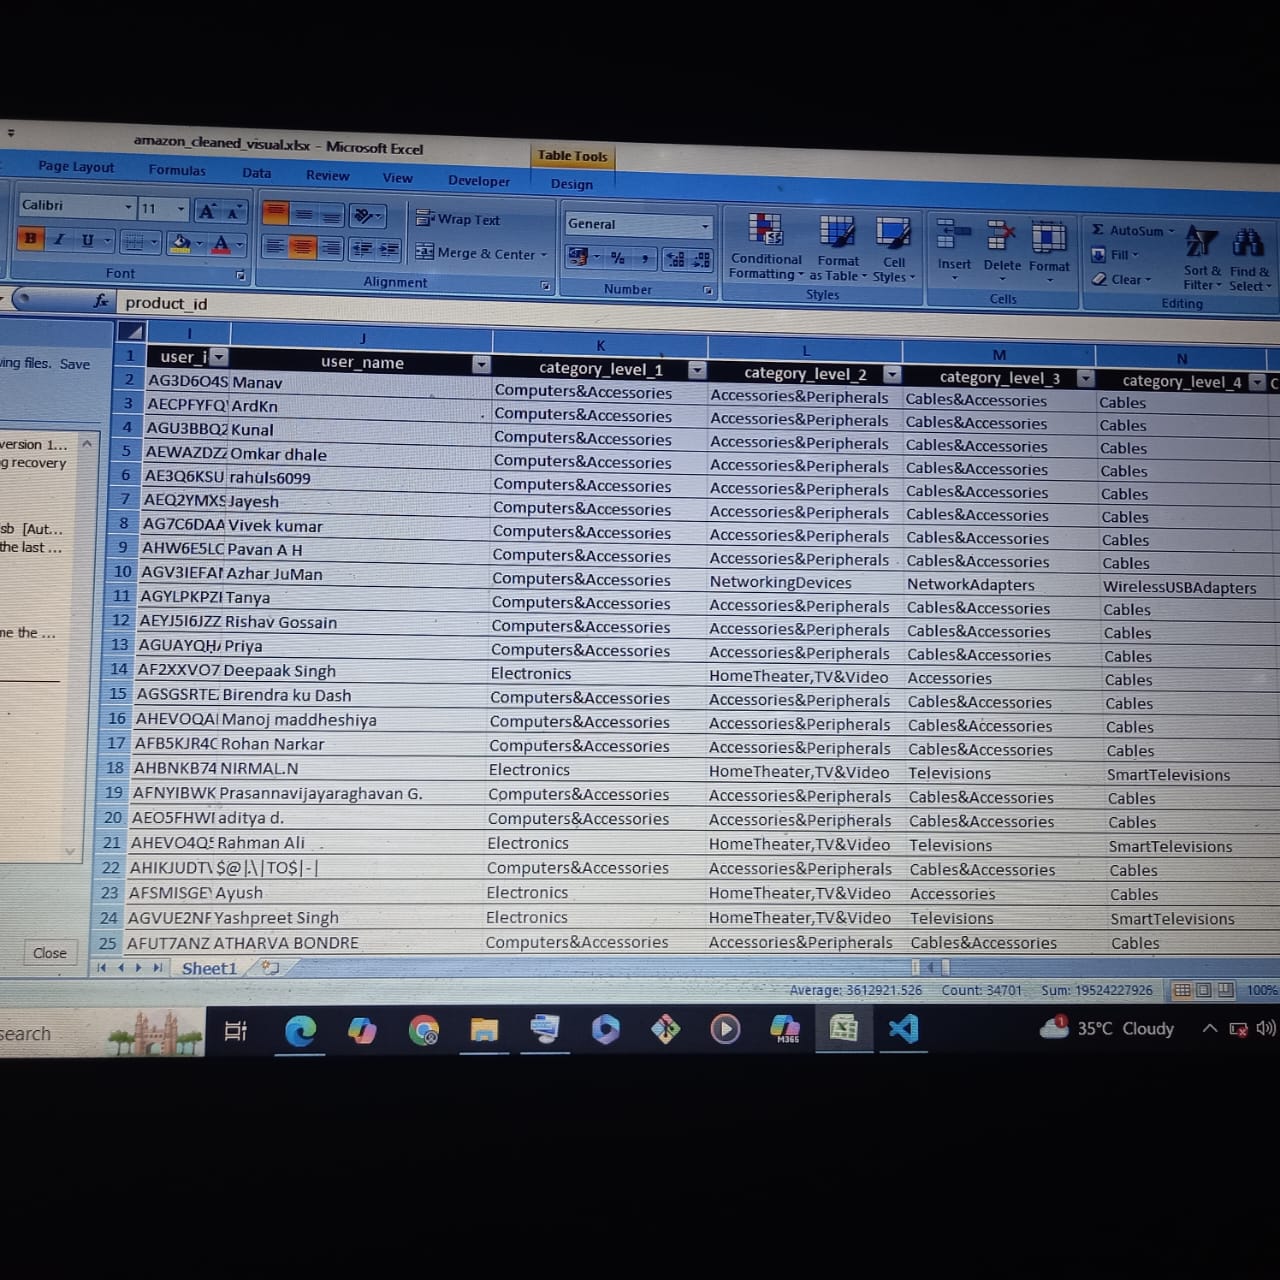 amazon_cleaned_visual.xlsx - Microsoft Excel
Table Tools
Page Layout Formulas Data Review View Developer Design
Calibri 11 Wrap Text General Conditional Formatting Format as Table Cell Styles Insert Delete Format Σ AutoSum Fill Clear Sort & Filter Find & Select
B I U Merge & Center % ,
Font Alignment Number Styles Cells Editing
fx product_id
I J K L M N
1 user_i user_name category_level_1 category_level_2 category_level_3 category_level_4 C
2 AG3D6O4S Manav Computers&Accessories Accessories&Peripherals Cables&Accessories Cables
3 AECPFYFQ ArdKn Computers&Accessories Accessories&Peripherals Cables&Accessories Cables
4 AGU3BBQ2 Kunal Computers&Accessories Accessories&Peripherals Cables&Accessories Cables
5 AEWAZDZZ Omkar dhale Computers&Accessories Accessories&Peripherals Cables&Accessories Cables
6 AE3Q6KSU rahuls6099 Computers&Accessories Accessories&Peripherals Cables&Accessories Cables
7 AEQ2YMXS Jayesh Computers&Accessories Accessories&Peripherals Cables&Accessories Cables
8 AG7C6DAA Vivek kumar Computers&Accessories Accessories&Peripherals Cables&Accessories Cables
9 AHW6E5LC Pavan A H Computers&Accessories Accessories&Peripherals Cables&Accessories Cables
10 AGV3IEFA Azhar JuMan Computers&Accessories NetworkingDevices NetworkAdapters WirelessUSBAdapters
11 AGYLPKPZ Tanya Computers&Accessories Accessories&Peripherals Cables&Accessories Cables
12 AEYJ5I6JZZ Rishav Gossain Computers&Accessories Accessories&Peripherals Cables&Accessories Cables
13 AGUAYQH Priya Computers&Accessories Accessories&Peripherals Cables&Accessories Cables
14 AF2XXVO7 Deepaak Singh Electronics HomeTheater,TV&Video Accessories Cables
15 AGSGSRTE Birendra ku Dash Computers&Accessories Accessories&Peripherals Cables&Accessories Cables
16 AHEVOQA Manoj maddheshiya Computers&Accessories Accessories&Peripherals Cables&Accessories Cables
17 AFB5KJR4C Rohan Narkar Computers&Accessories Accessories&Peripherals Cables&Accessories Cables
18 AHBNKB74 NIRMAL.N Electronics HomeTheater,TV&Video Televisions SmartTelevisions
19 AFNYIBWK Prasannavijayaraghavan G. Computers&Accessories Accessories&Peripherals Cables&Accessories Cables
20 AEO5FHW aditya d. Computers&Accessories Accessories&Peripherals Cables&Accessories Cables
21 AHEVO4Q Rahman Ali Electronics HomeTheater,TV&Video Televisions SmartTelevisions
22 AHIKJUDT $@|.\|TO$|-| Computers&Accessories Accessories&Peripherals Cables&Accessories Cables
23 AFSMISGE Ayush Electronics HomeTheater,TV&Video Accessories Cables
24 AGVUE2NF Yashpreet Singh Electronics HomeTheater,TV&Video Televisions SmartTelevisions
25 AFUT7ANZ ATHARVA BONDRE Computers&Accessories Accessories&Peripherals Cables&Accessories Cables
ving files. Save
version 1...
g recovery
sb [Aut...
the last ...
me the ...
Close
Sheet1
Average: 3612921.526 Count: 34701 Sum: 19524227926 100%
search M365 1 35°C Cloudy